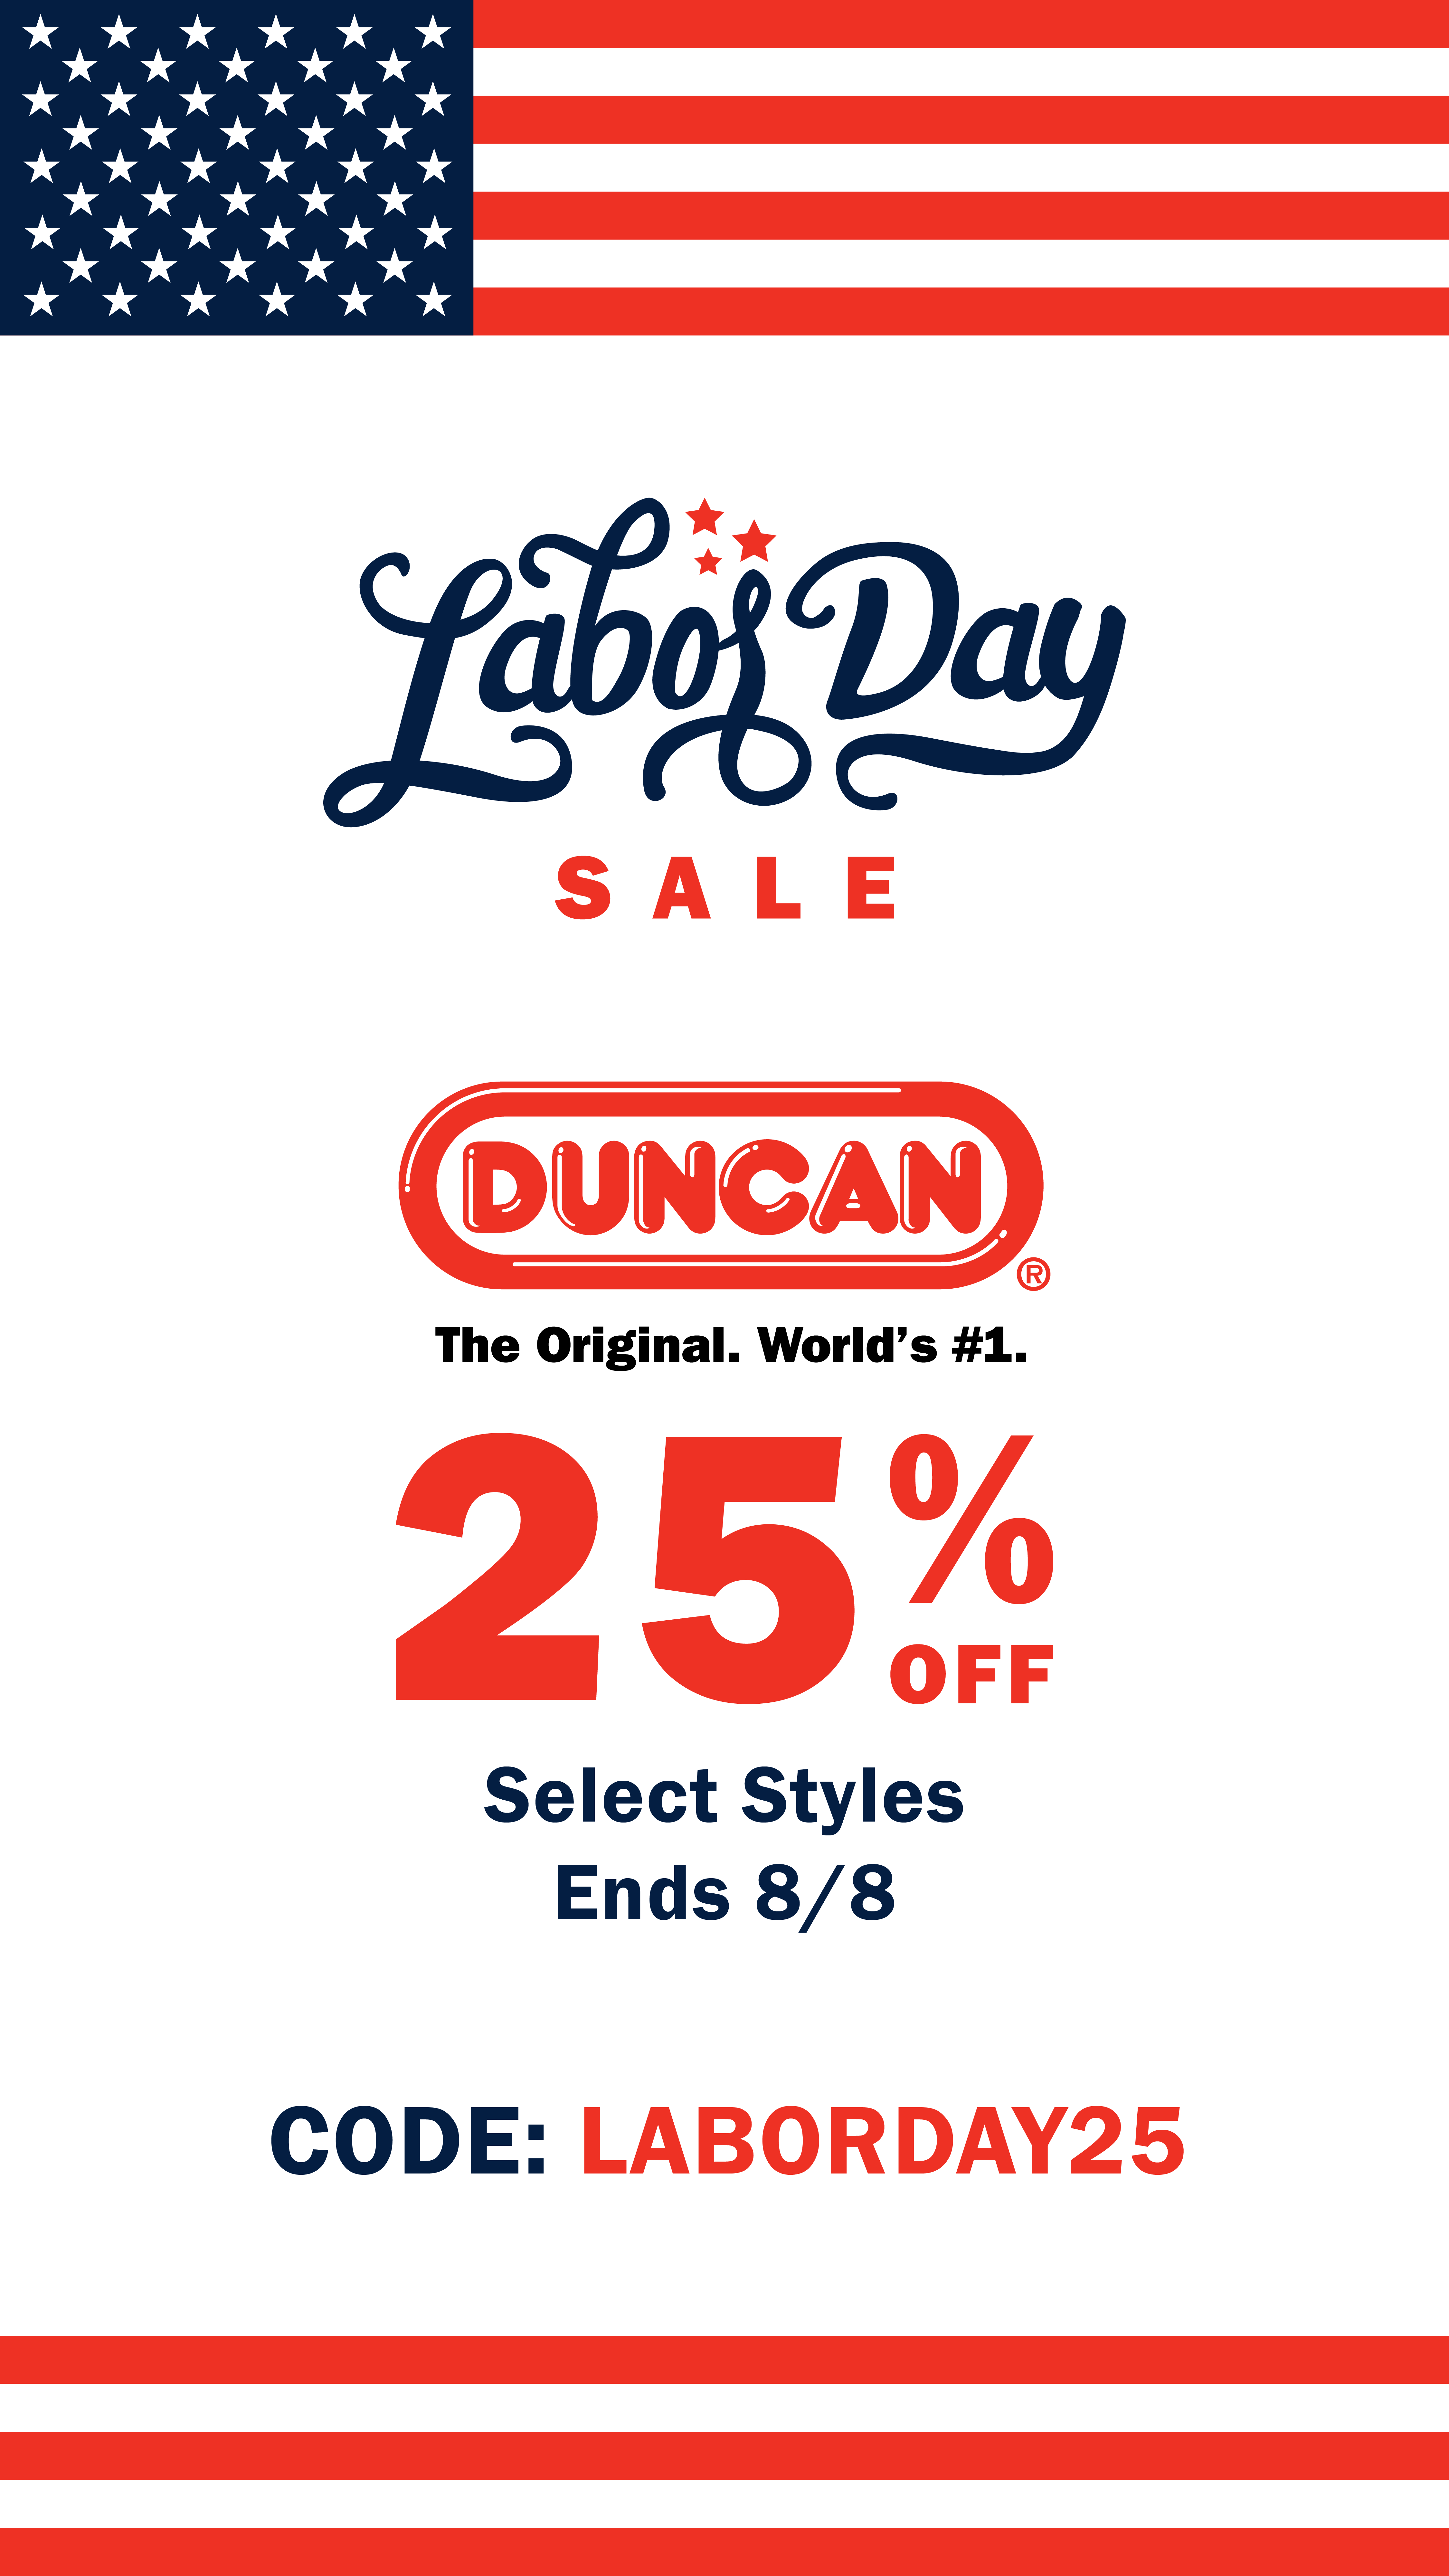 Labor Day
SALE
DUNCAN
®
The Original. World’s #1.
25%
OFF
Select Styles
Ends 8/8
CODE: LABORDAY25